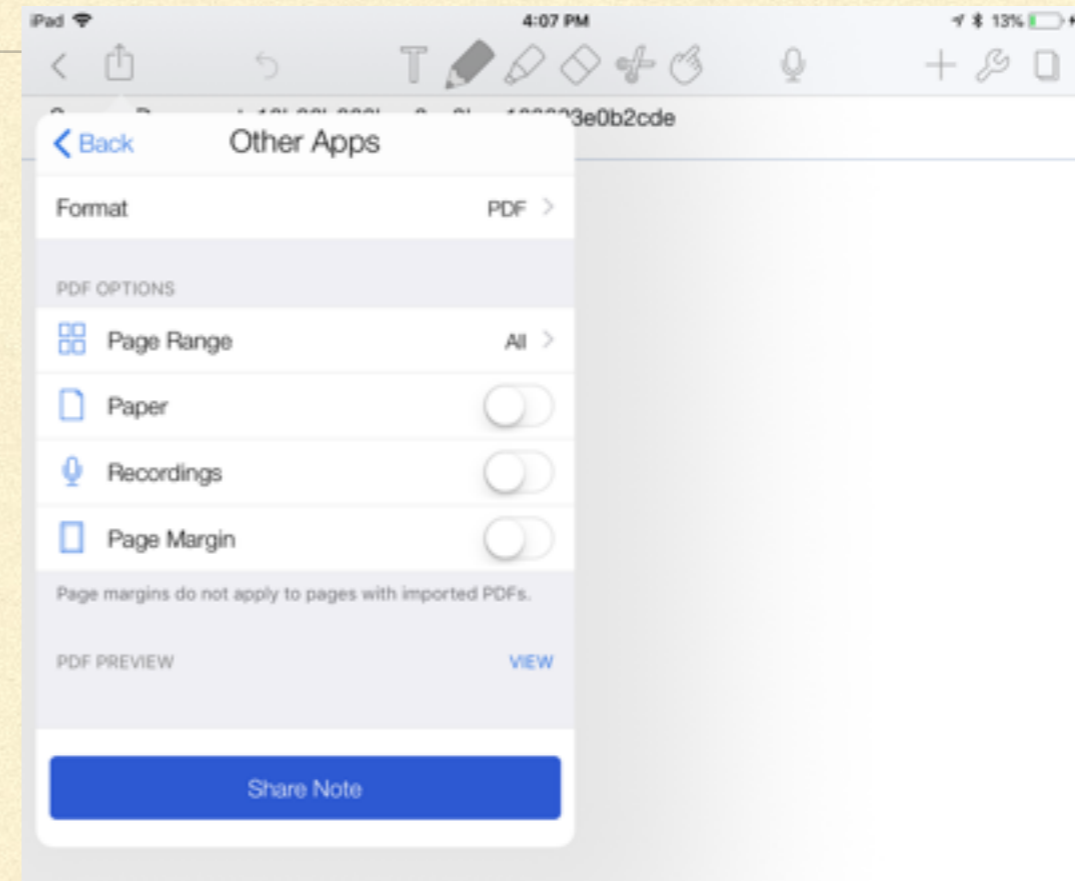 iPad 4:07 PM 13%
3e0b2cde
Back Other Apps
Format PDF
PDF OPTIONS
Page Range All
Paper
Recordings
Page Margin
Page margins do not apply to pages with imported PDFs.
PDF PREVIEW VIEW
Share Note